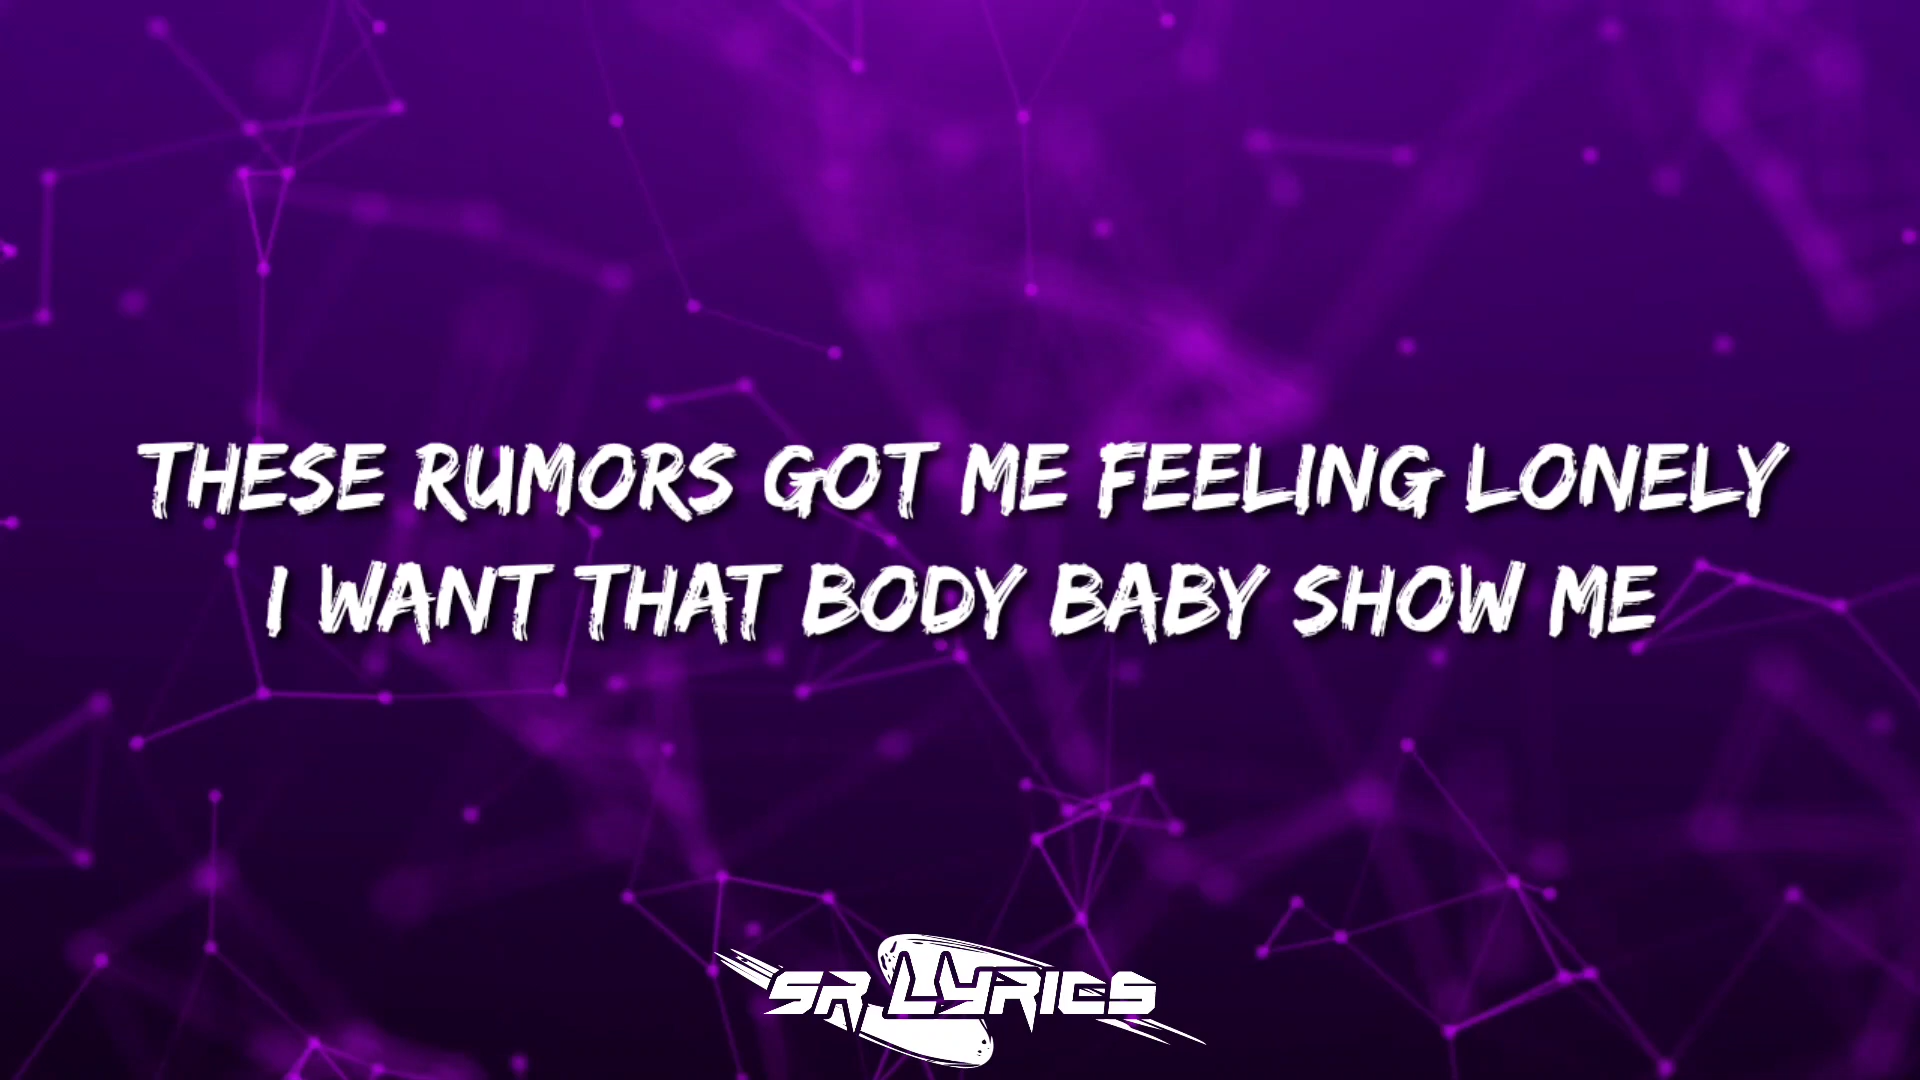 THESE RUMORS GOT ME FEELING LONELY
I WANT THAT BODY BABY SHOW ME
SR LYRICS